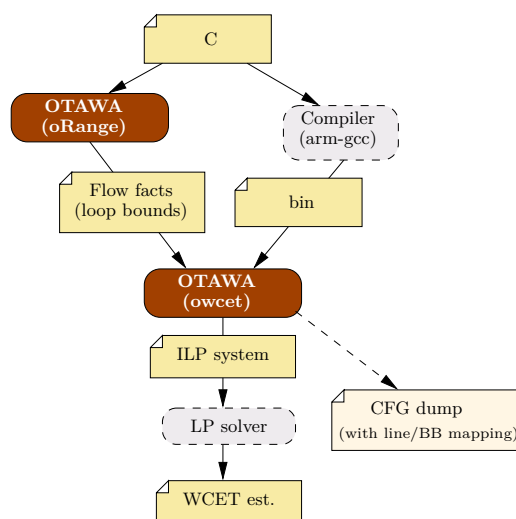 C
OTAWA
(oRange)
Compiler
(arm-gcc)
Flow facts
(loop bounds)
bin
OTAWA
(owcet)
ILP system
CFG dump
(with line/BB mapping)
LP solver
WCET est.